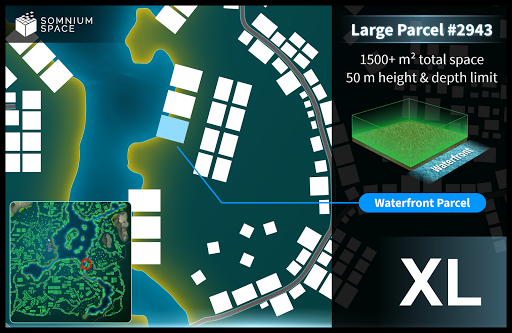 SOMNIUM
SPACE
Large Parcel #2943
1500+ m² total space
50 m height & depth limit
Waterfront
Waterfront Parcel
XL